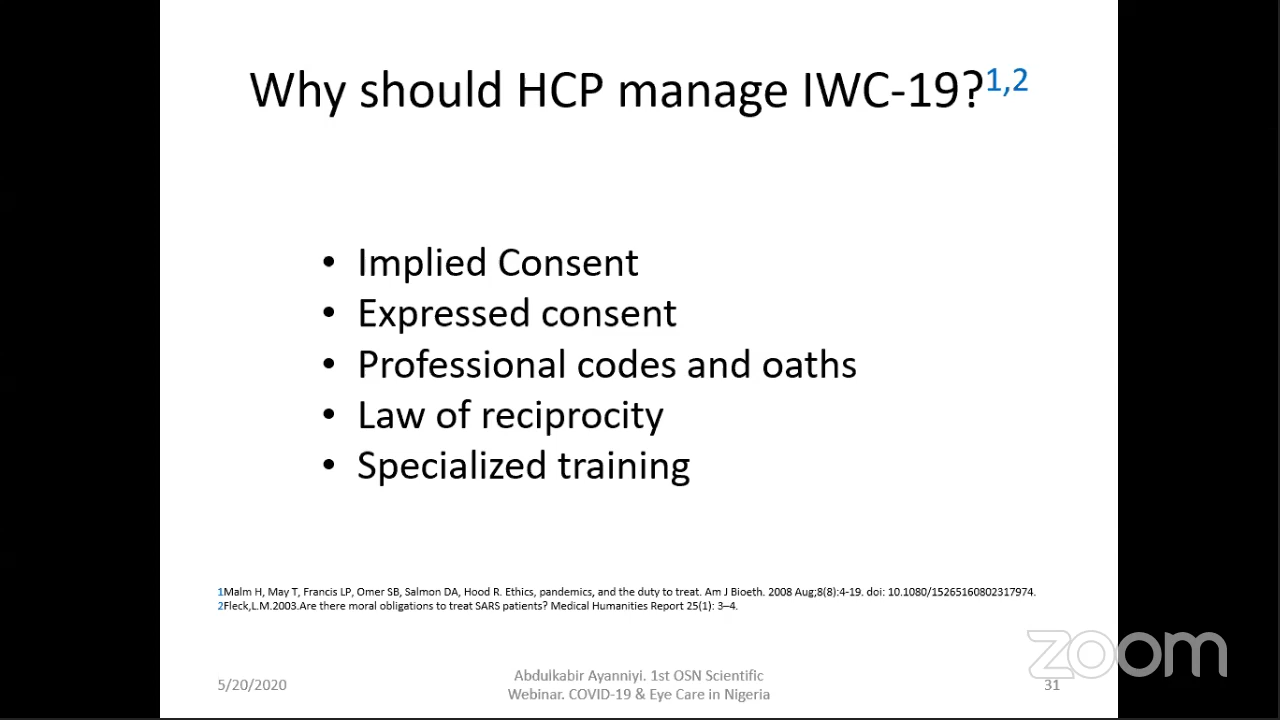 Why should HCP manage IWC-19?1,2
• Implied Consent
• Expressed consent
• Professional codes and oaths
• Law of reciprocity
• Specialized training
1Malm H, May T, Francis LP, Omer SB, Salmon DA, Hood R. Ethics, pandemics, and the duty to treat. Am J Bioeth. 2008 Aug;8(8):4-19. doi: 10.1080/15265160802317974.
2Fleck,L.M.2003.Are there moral obligations to treat SARS patients? Medical Humanities Report 25(1): 3–4.
zoom
5/20/2020
Abdulkabir Ayanniyi. 1st OSN Scientific
Webinar. COVID-19 & Eye Care in Nigeria
31